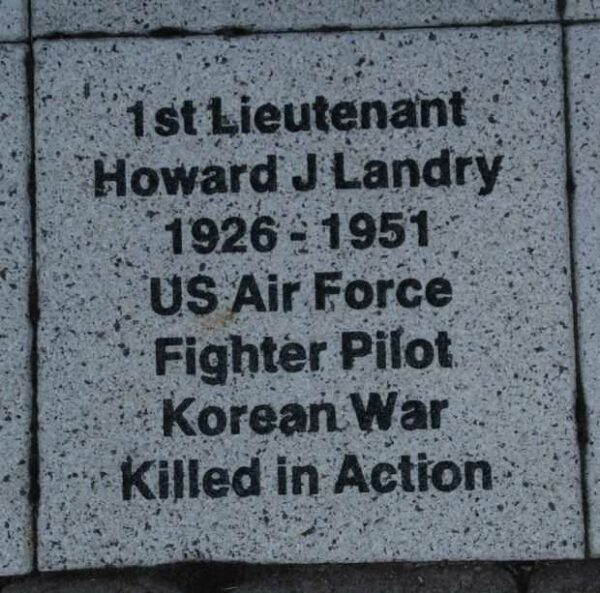 1st Lieutenant
Howard J Landry
1926 - 1951
US Air Force
Fighter Pilot
Korean War
Killed in Action